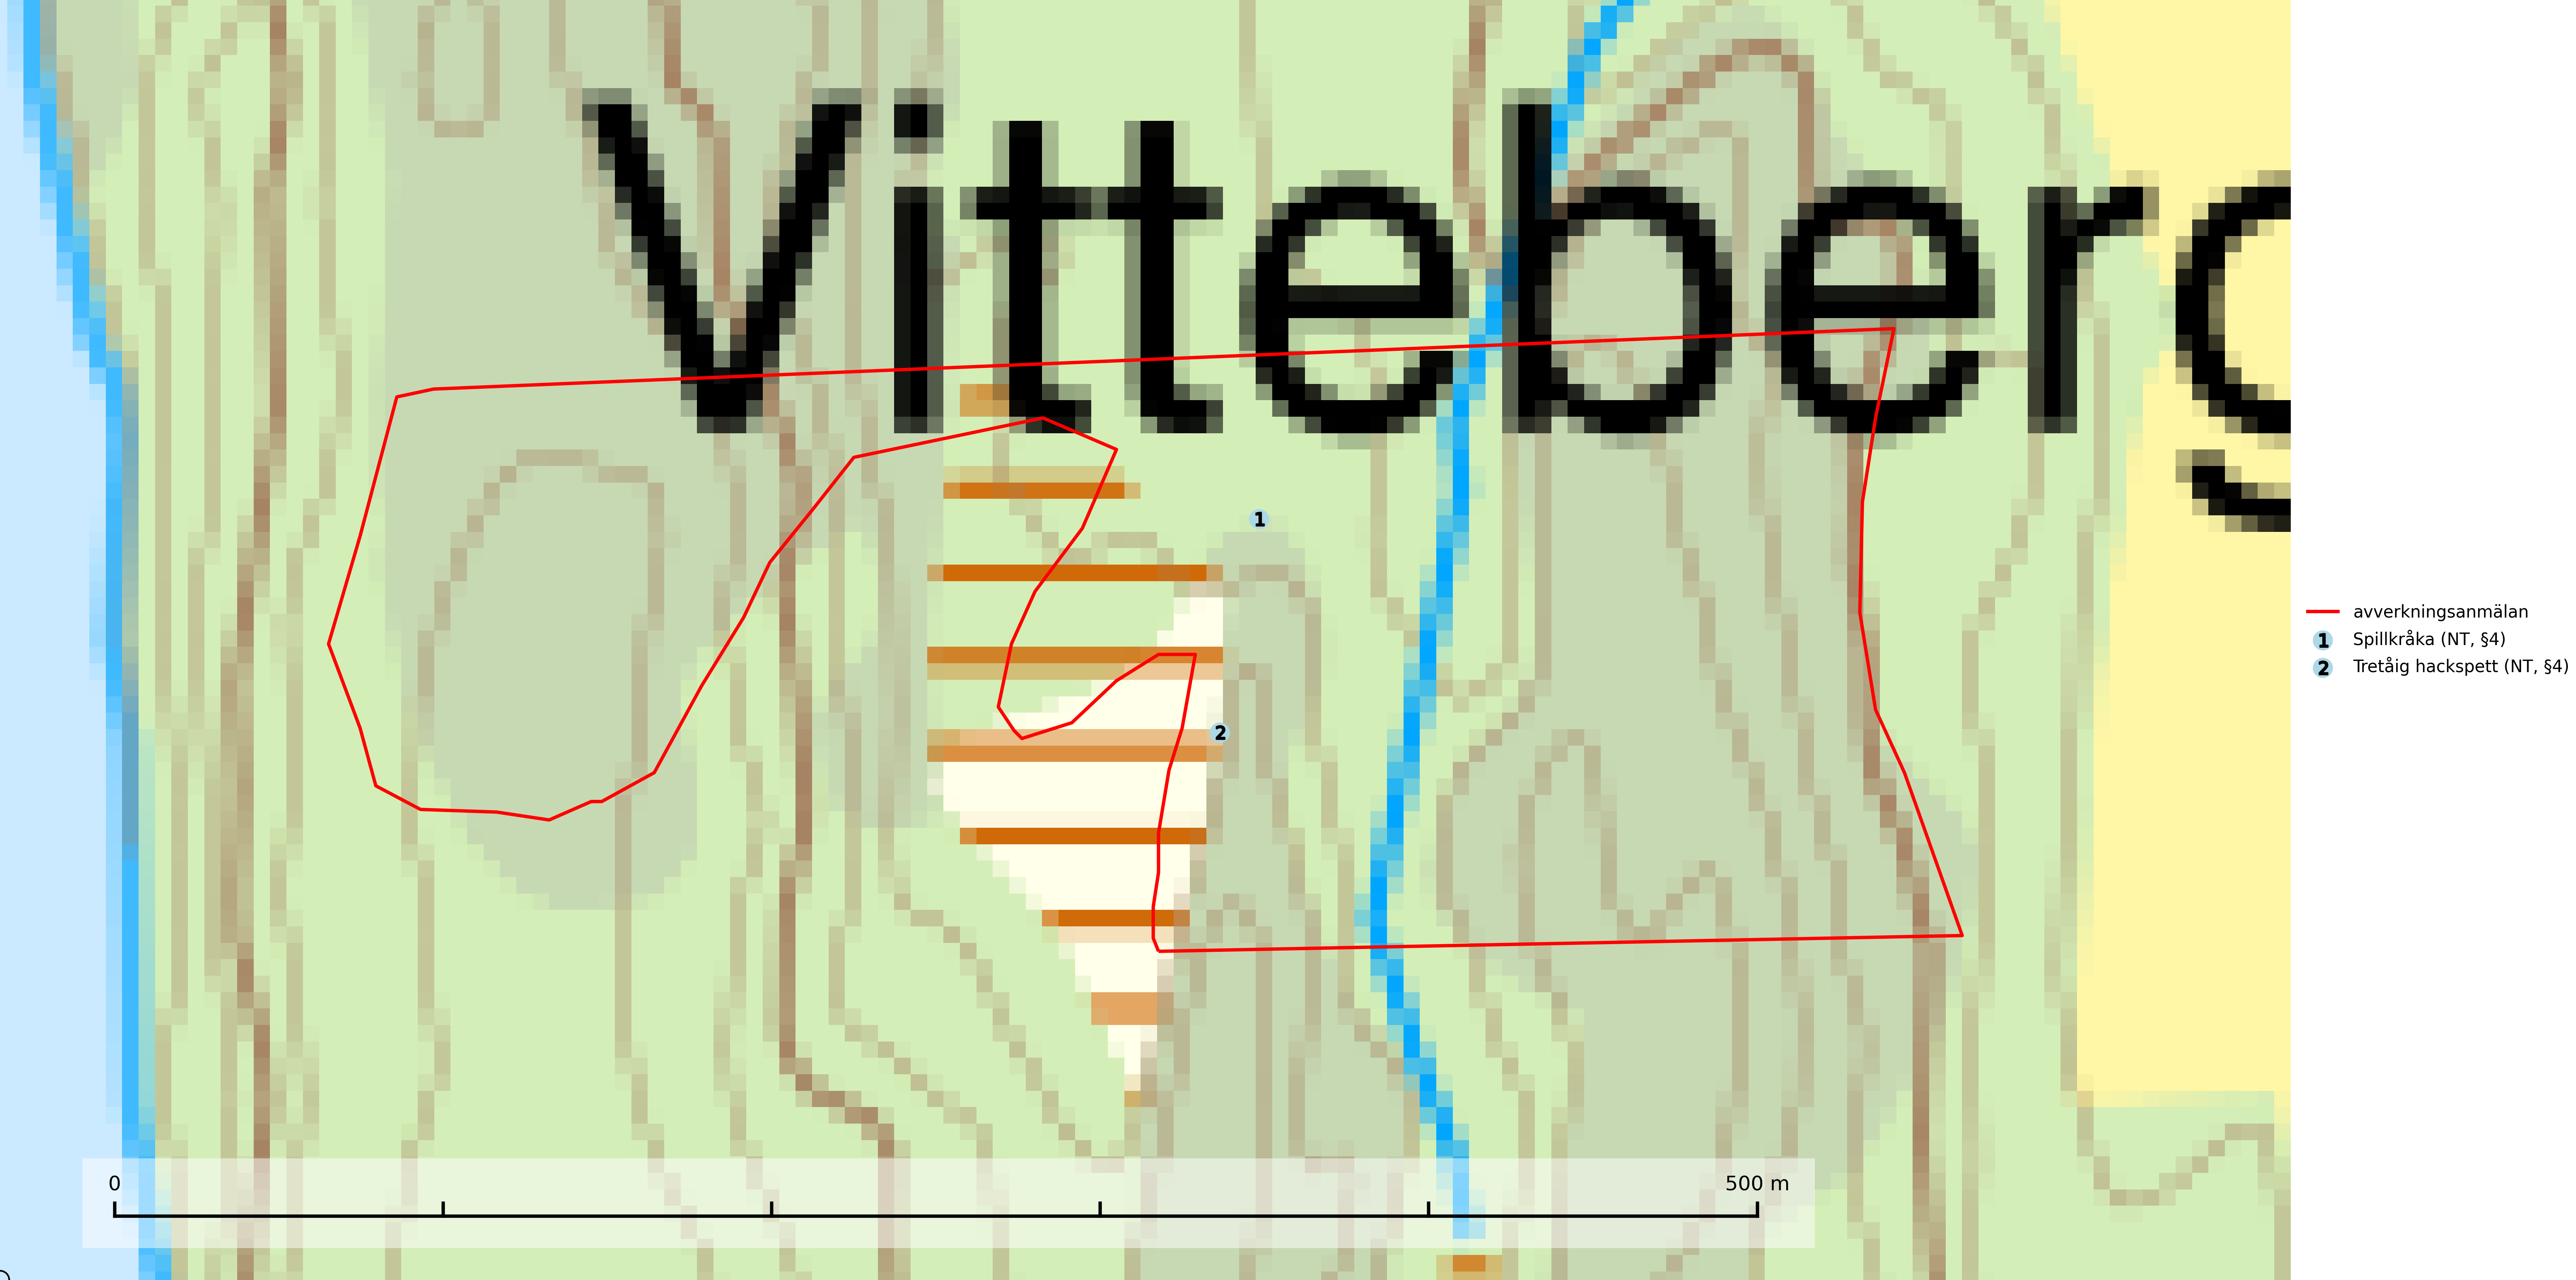 Vitteberg
1
2
0
500 m
avverkningsanmälan
1 Spillkråka (NT, §4)
2 Tretåig hackspett (NT, §4)